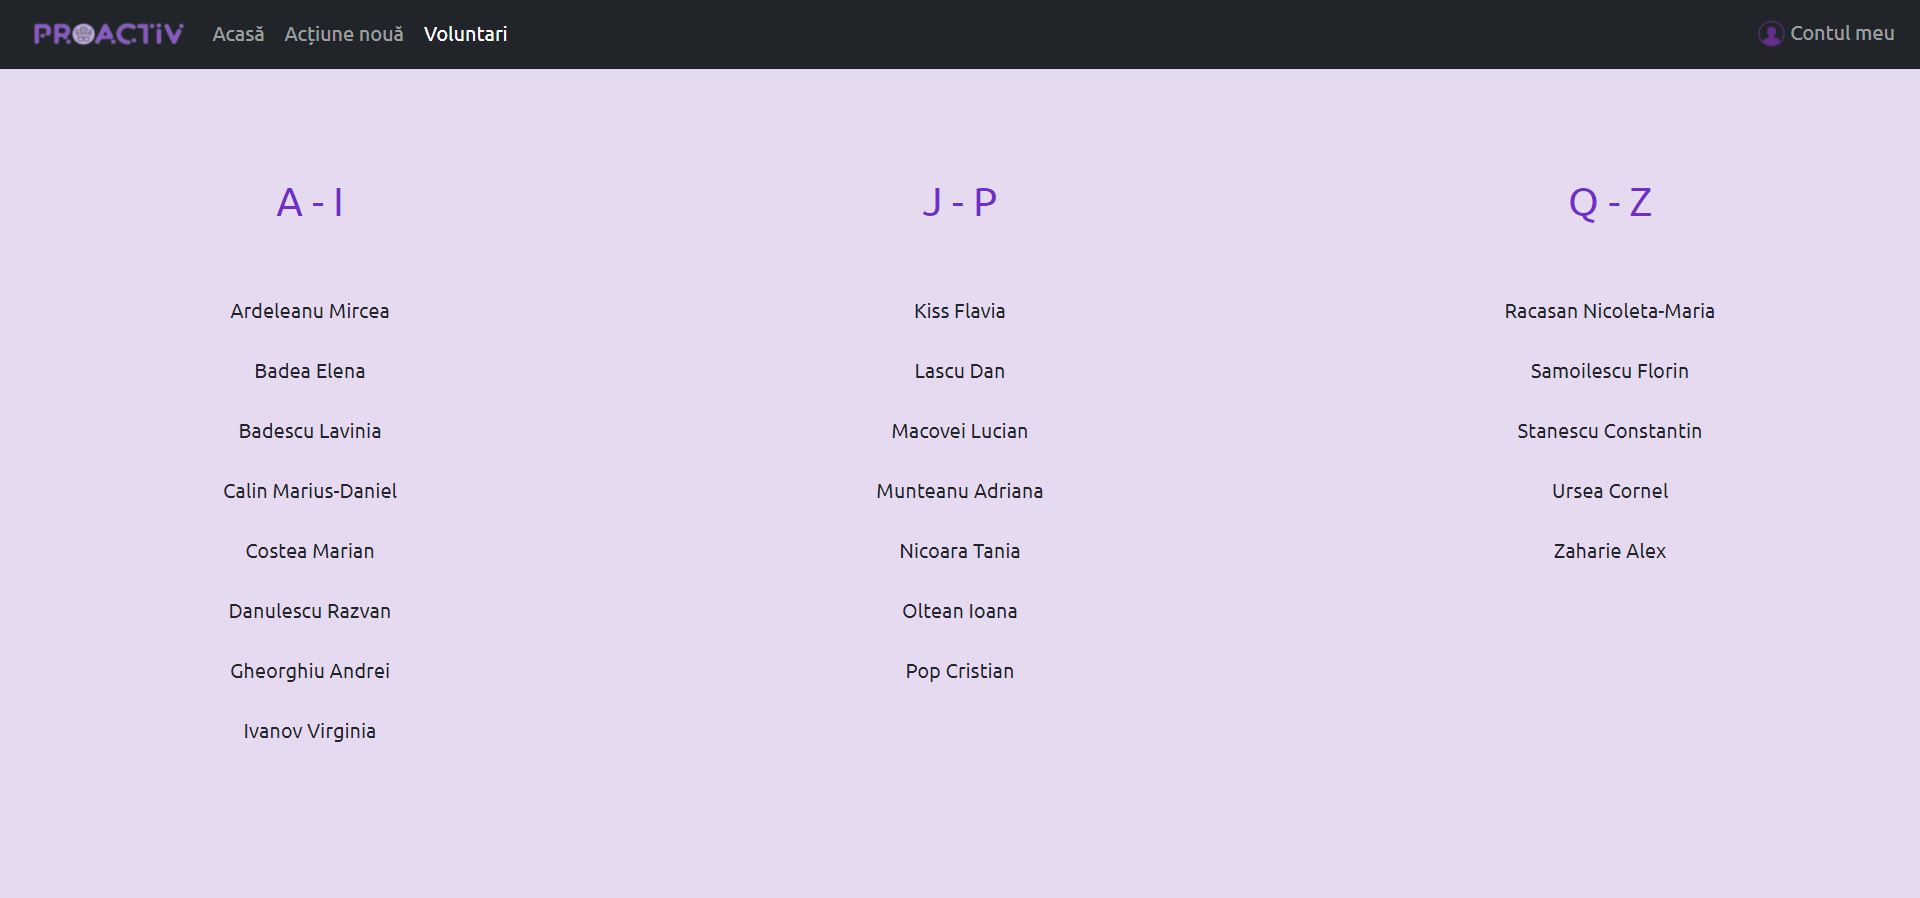 PROACTiV Acasă Acțiune nouă Voluntari Contul meu
A - I
Ardeleanu Mircea
Badea Elena
Badescu Lavinia
Calin Marius-Daniel
Costea Marian
Danulescu Razvan
Gheorghiu Andrei
Ivanov Virginia
J - P
Kiss Flavia
Lascu Dan
Macovei Lucian
Munteanu Adriana
Nicoara Tania
Oltean Ioana
Pop Cristian
Q - Z
Racasan Nicoleta-Maria
Samoilescu Florin
Stanescu Constantin
Ursea Cornel
Zaharie Alex